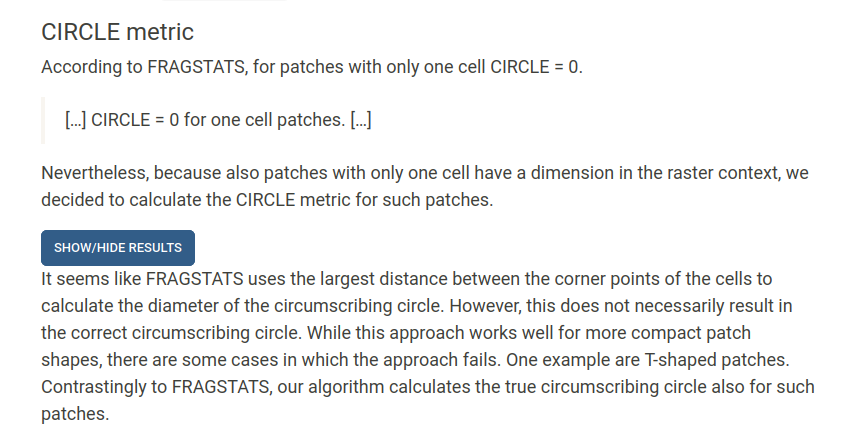 CIRCLE metric
According to FRAGSTATS, for patches with only one cell CIRCLE = 0.
[…] CIRCLE = 0 for one cell patches. […]
Nevertheless, because also patches with only one cell have a dimension in the raster context, we
decided to calculate the CIRCLE metric for such patches.
SHOW/HIDE RESULTS
It seems like FRAGSTATS uses the largest distance between the corner points of the cells to
calculate the diameter of the circumscribing circle. However, this does not necessarily result in
the correct circumscribing circle. While this approach works well for more compact patch
shapes, there are some cases in which the approach fails. One example are T-shaped patches.
Contrastingly to FRAGSTATS, our algorithm calculates the true circumscribing circle also for such
patches.